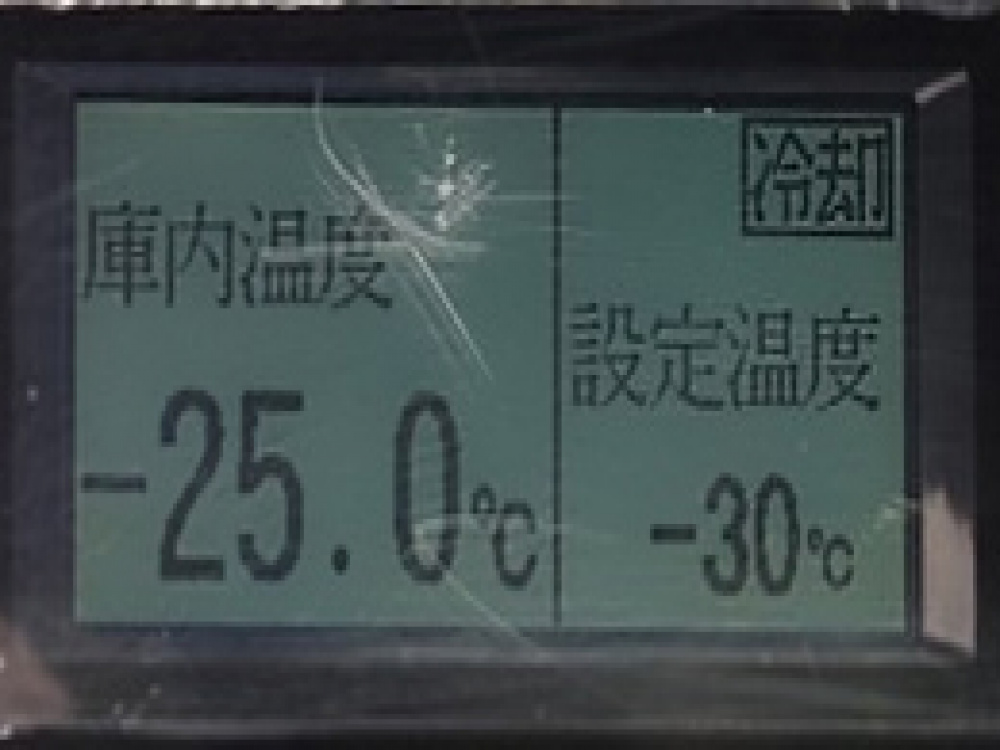 庫内温度
-25.0℃
冷却
設定温度
-30℃